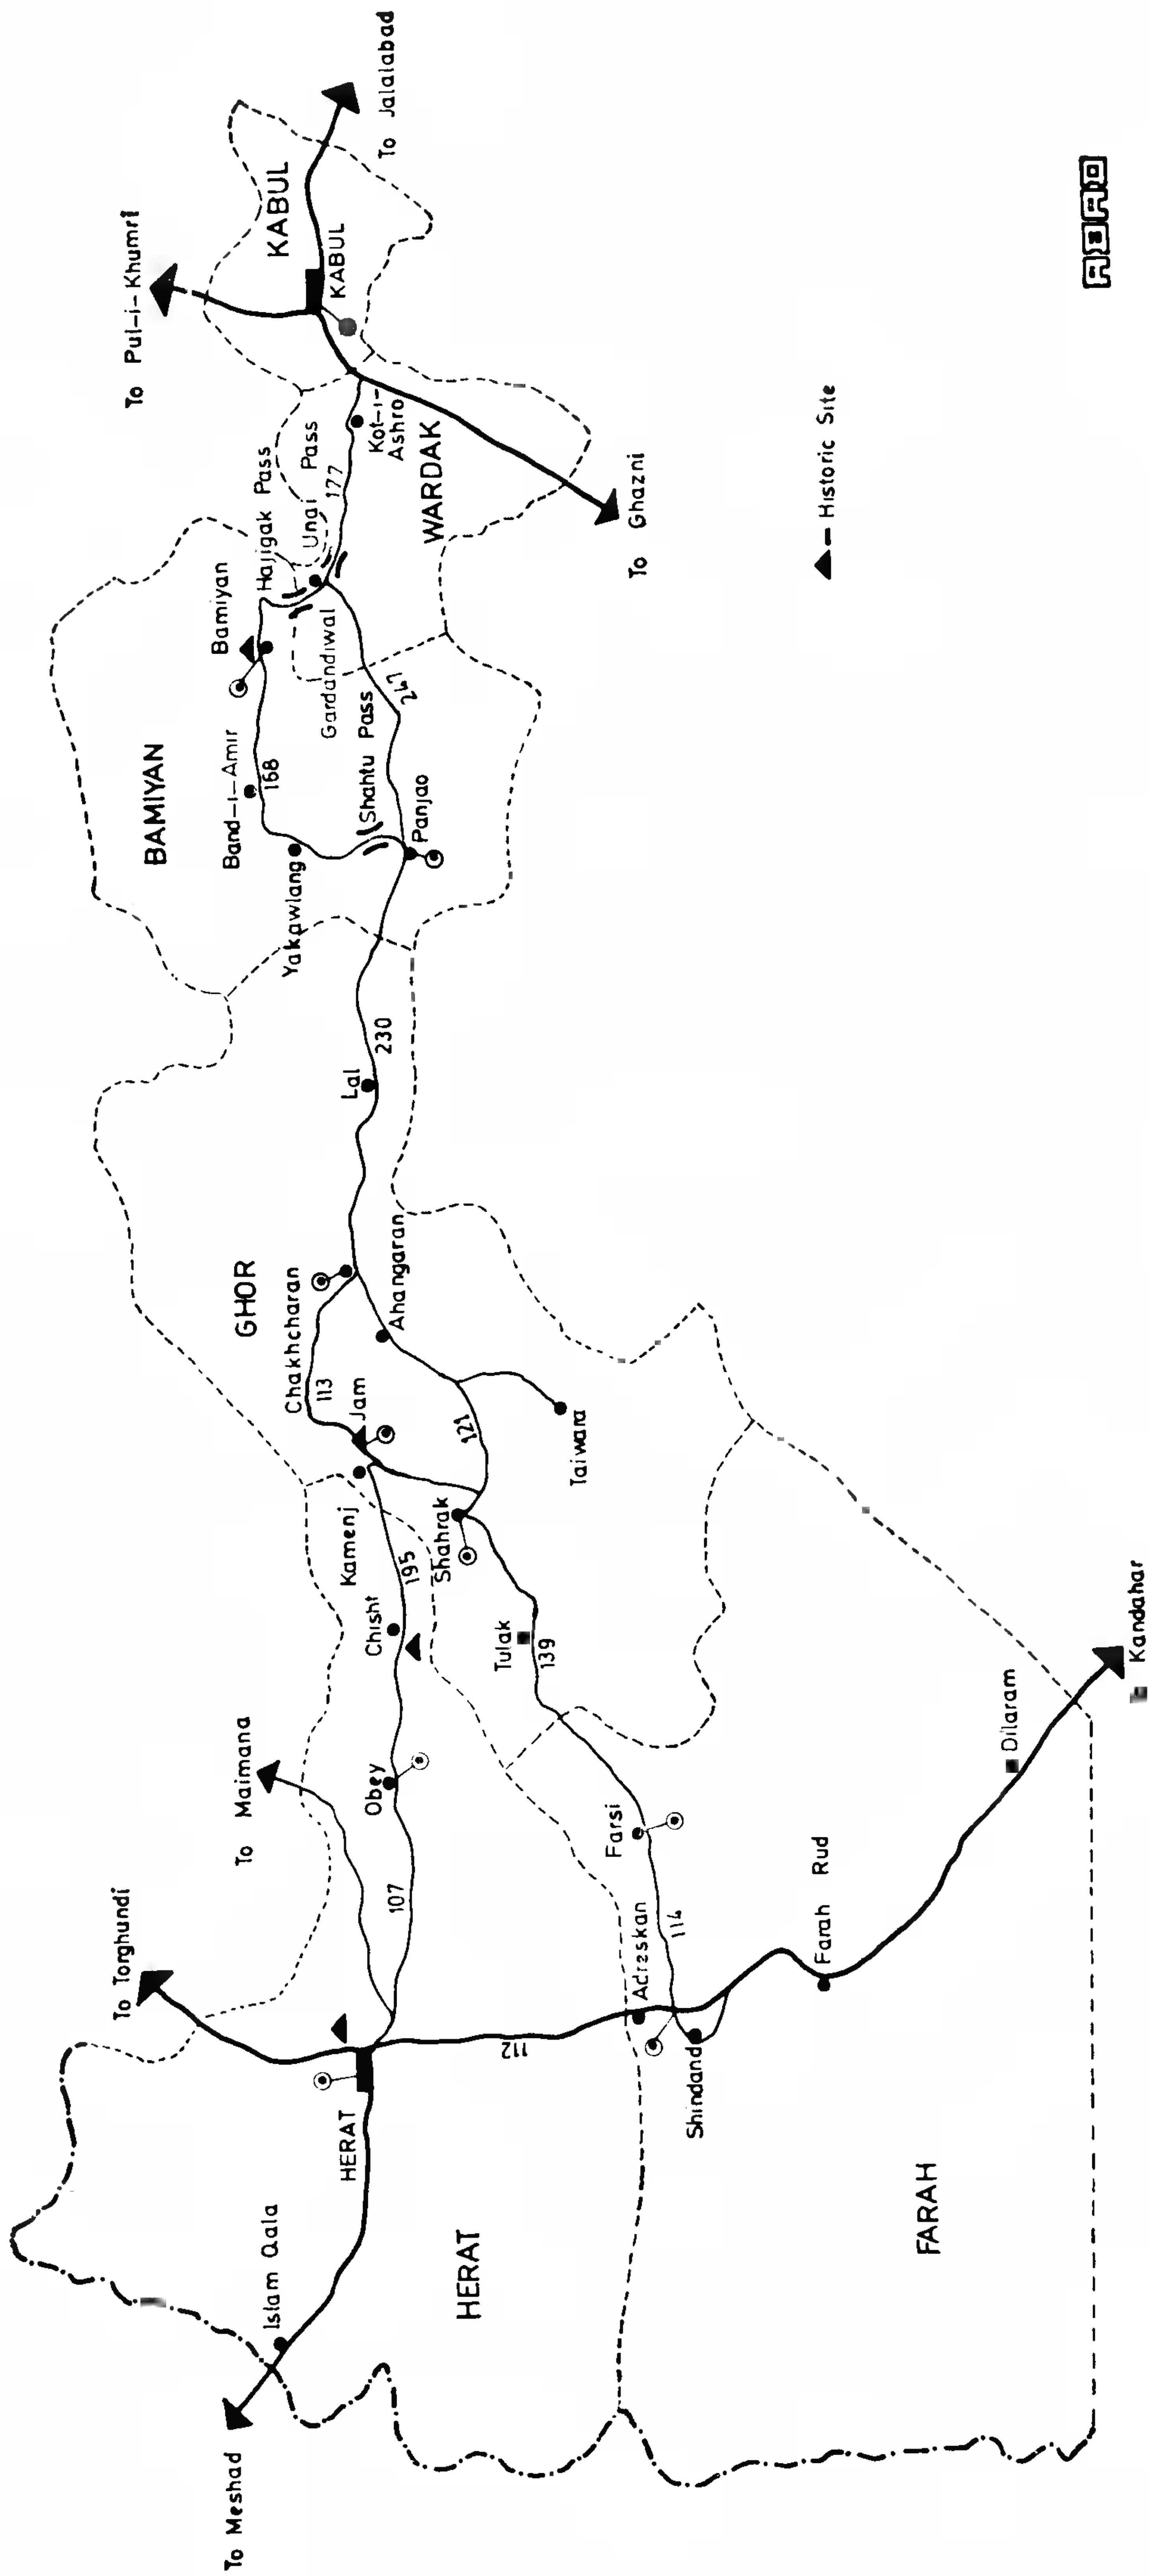 To Meshad
Islam Qala
HERAT
HERAT
To Torghundi
To Maimana
107
Obey
Chisht
195
Kamenj
Jam
113
Chakhcharan
GHOR
Ahangaran
121
Taiwara
Shahrak
Tulak
139
Farsi
114
Adrzskan
112
Shindand
Farah Rud
FARAH
Dilaram
Kandahar
Lal
230
Yakawlang
Band-i-Amir
168
BAMIYAN
Bamiyan
Shahtu Pass
Panjao
247
Gardandiwal
Hajigak Pass
Unai Pass
177
Kot-i-
Ashro
WARDAK
To Ghazni
To Pul-i-Khumri
KABUL
KABUL
To Jalalabad
– Historic Site
ABAD